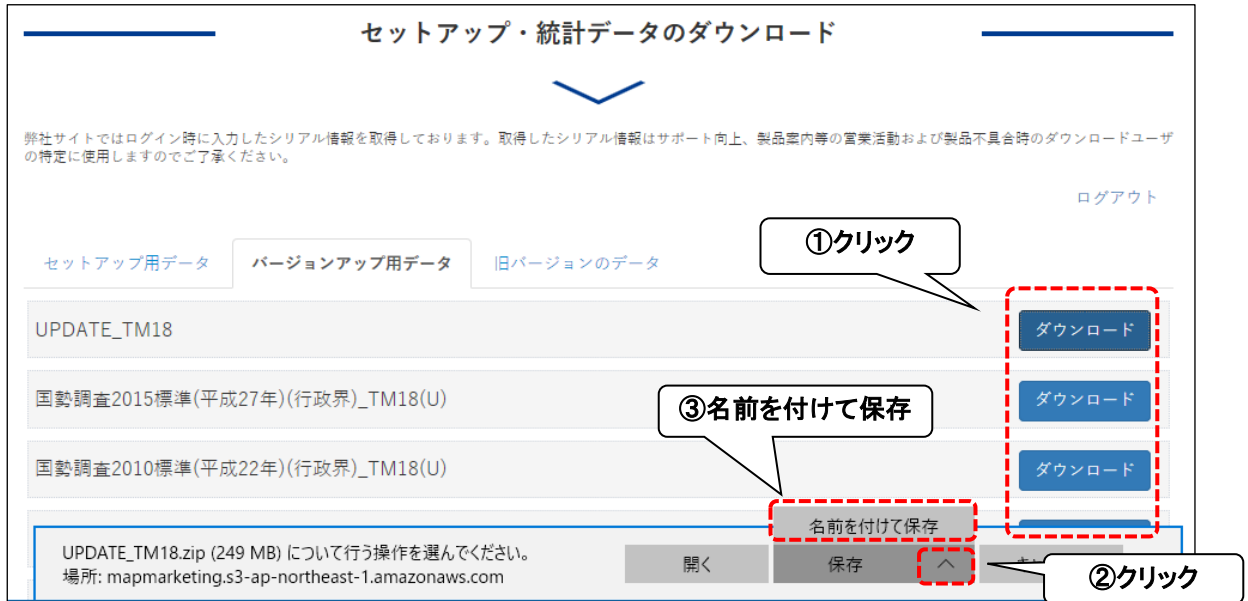 セットアップ・統計データのダウンロード
弊社サイトではログイン時に入力したシリアル情報を取得しております。取得したシリアル情報はサポート向上、製品案内等の営業活動および製品不具合時のダウンロードユーザ
の特定に使用しますのでご了承ください。
ログアウト
①クリック
セットアップ用データ バージョンアップ用データ 旧バージョンのデータ
UPDATE_TM18 ダウンロード
国勢調査2015標準(平成27年)(行政界)_TM18(U) ダウンロード
③名前を付けて保存
国勢調査2010標準(平成22年)(行政界)_TM18(U) ダウンロード
名前を付けて保存
UPDATE_TM18.zip (249 MB) について行う操作を選んでください。
場所: mapmarketing.s3-ap-northeast-1.amazonaws.com
開く 保存
②クリック